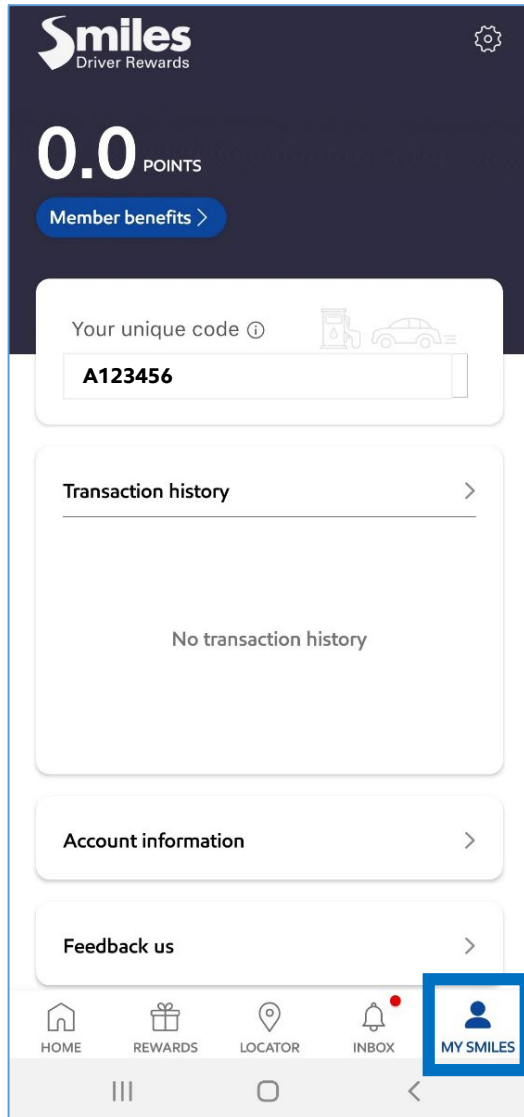 Smiles
Driver Rewards
0.0 POINTS
Member benefits >
Your unique code
A123456
Transaction history
No transaction history
Account information
Feedback us
HOME REWARDS LOCATOR INBOX MY SMILES